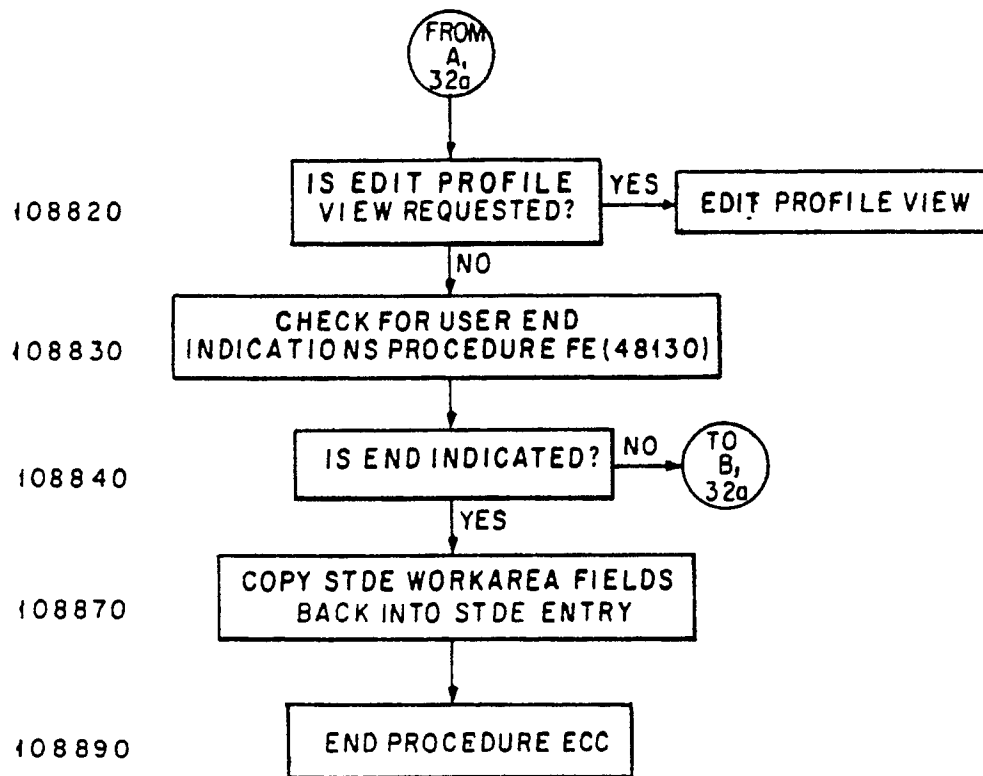 FROM
A,
32a
108820
IS EDIT PROFILE
VIEW REQUESTED?
YES
EDIT PROFILE VIEW
NO
108830
CHECK FOR USER END
INDICATIONS PROCEDURE FE(48130)
108840
IS END INDICATED?
NO
TO
B,
32a
YES
108870
COPY STDE WORKAREA FIELDS
BACK INTO STDE ENTRY
108890
END PROCEDURE ECC